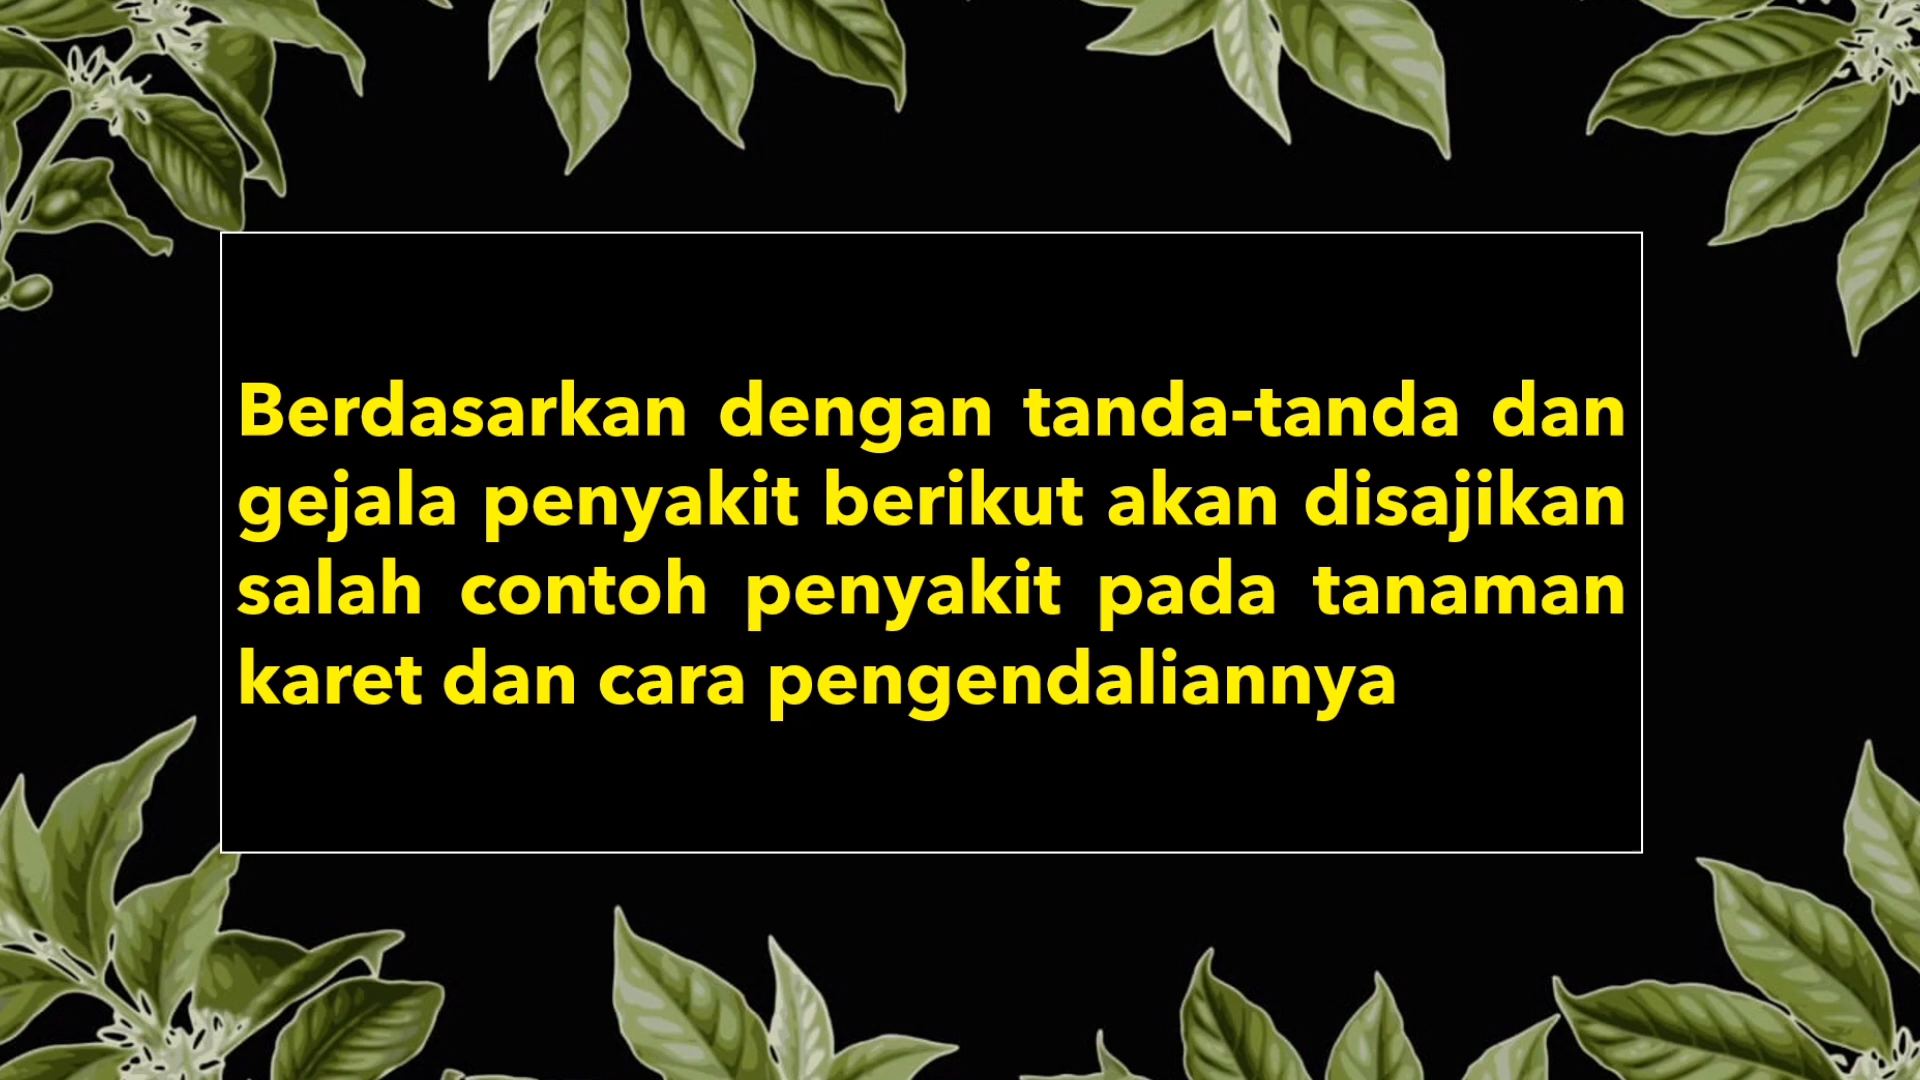 Berdasarkan dengan tanda-tanda dan
gejala penyakit berikut akan disajikan
salah contoh penyakit pada tanaman
karet dan cara pengendaliannya